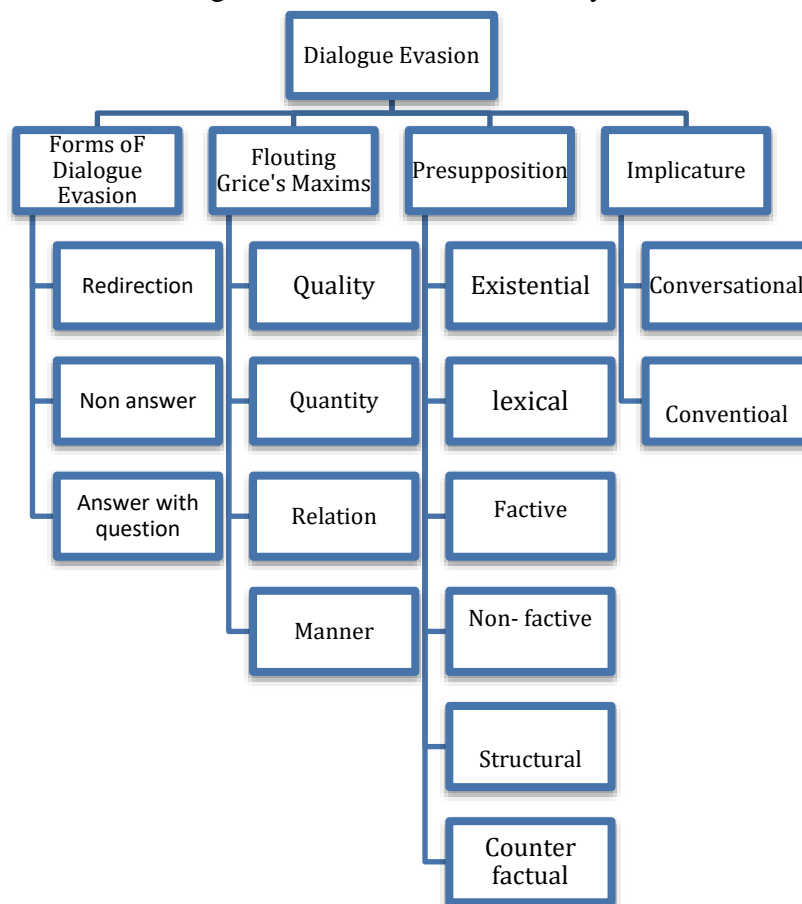 Dialogue Evasion
Forms oF
Dialogue
Evasion
Flouting
Grice's Maxims
Presupposition
Implicature
Redirection
Non answer
Answer with
question
Quality
Quantity
Relation
Manner
Existential
lexical
Factive
Non- factive
Structural
Counter
factual
Conversational
Conventioal